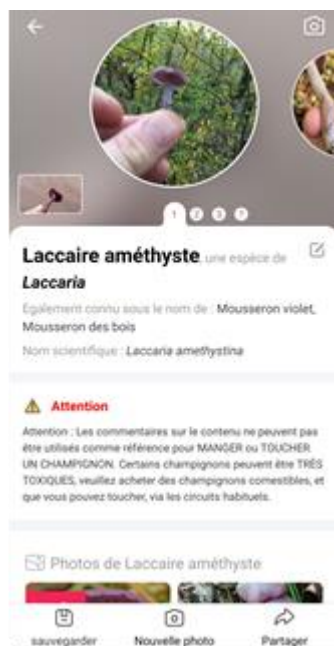 1 2 3 ?
Laccaire améthyste, une espèce de
Laccaria
Également connu sous le nom de : Mousseron violet,
Mousseron des bois
Nom scientifique : Laccaria amethystina
Attention
Attention : Les commentaires sur le contenu ne peuvent pas
être utilisés comme référence pour MANGER ou TOUCHER
UN CHAMPIGNON. Certains champignons peuvent être TRÈS
TOXIQUES, veuillez acheter des champignons comestibles, et
que vous pouvez toucher, via les circuits habituels.
Photos de Laccaire améthyste
sauvegarder Nouvelle photo Partager